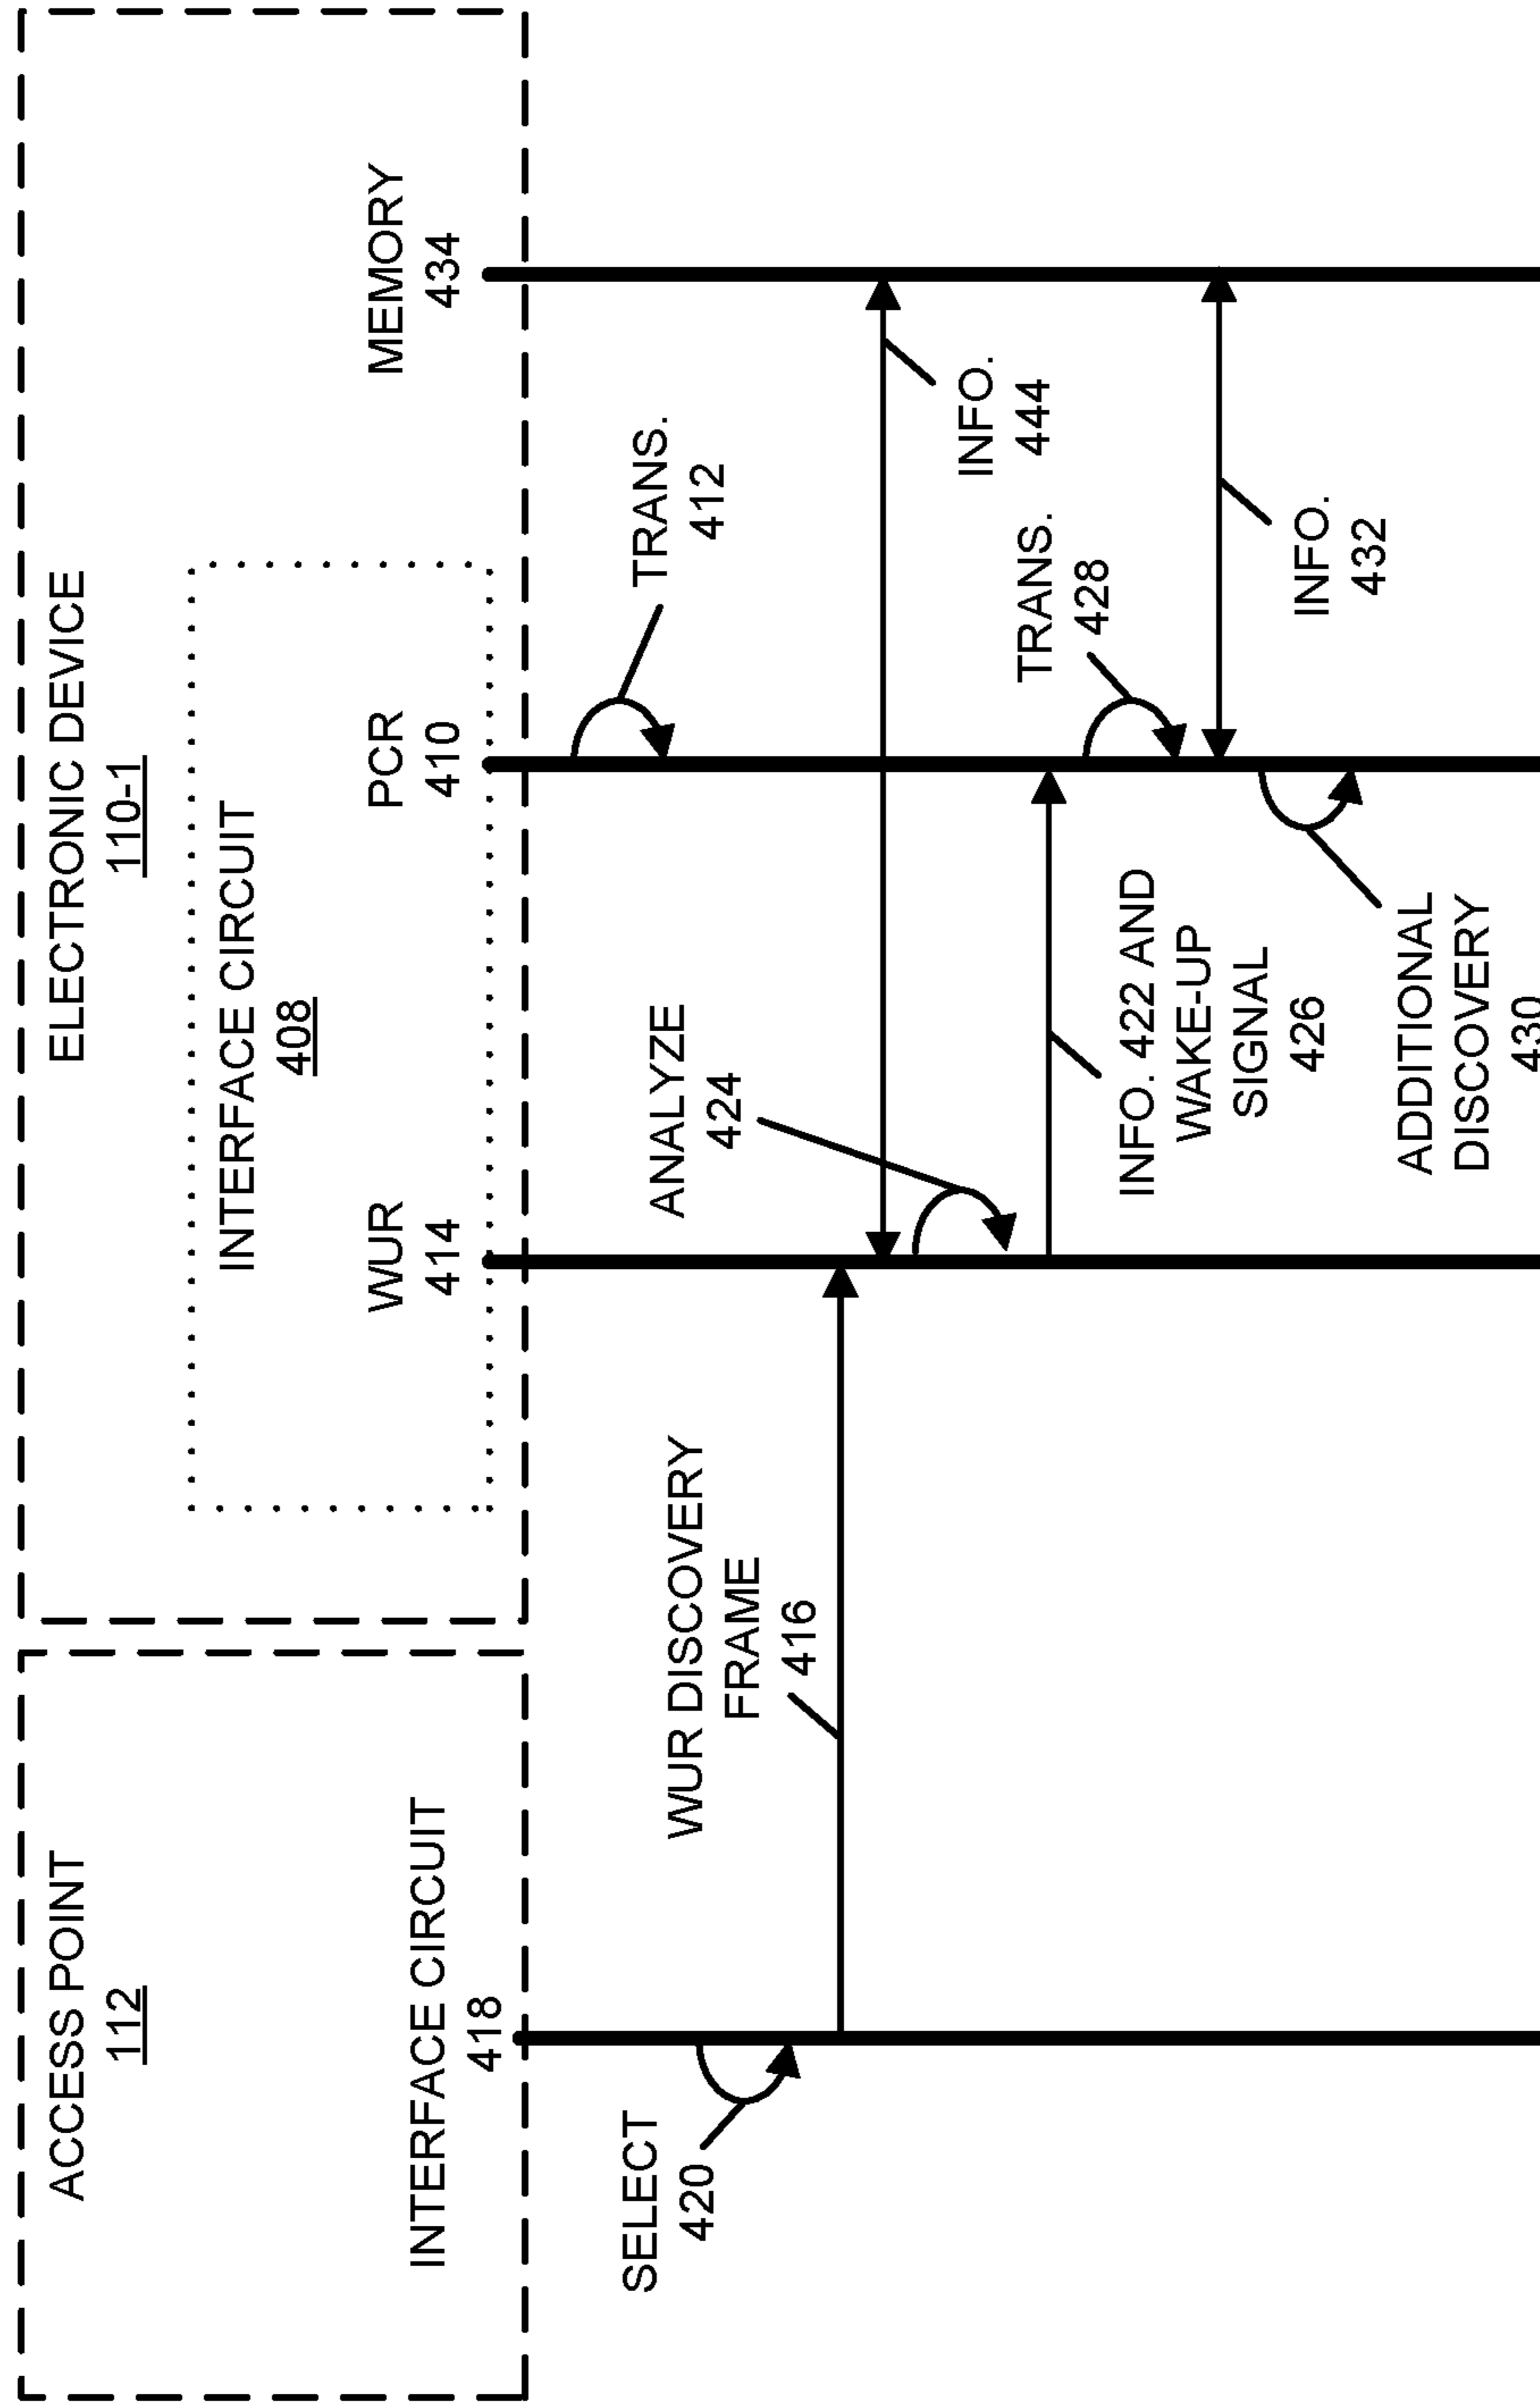 ACCESS POINT
112
ELECTRONIC DEVICE
110-1
INTERFACE CIRCUIT
408
INTERFACE CIRCUIT
418
WUR
414
PCR
410
MEMORY
434
TRANS.
412
SELECT
420
WUR DISCOVERY
FRAME
416
ANALYZE
424
INFO.
444
TRANS.
428
INFO. 422 AND
WAKE-UP
SIGNAL
426
INFO.
432
ADDITIONAL
DISCOVERY
430